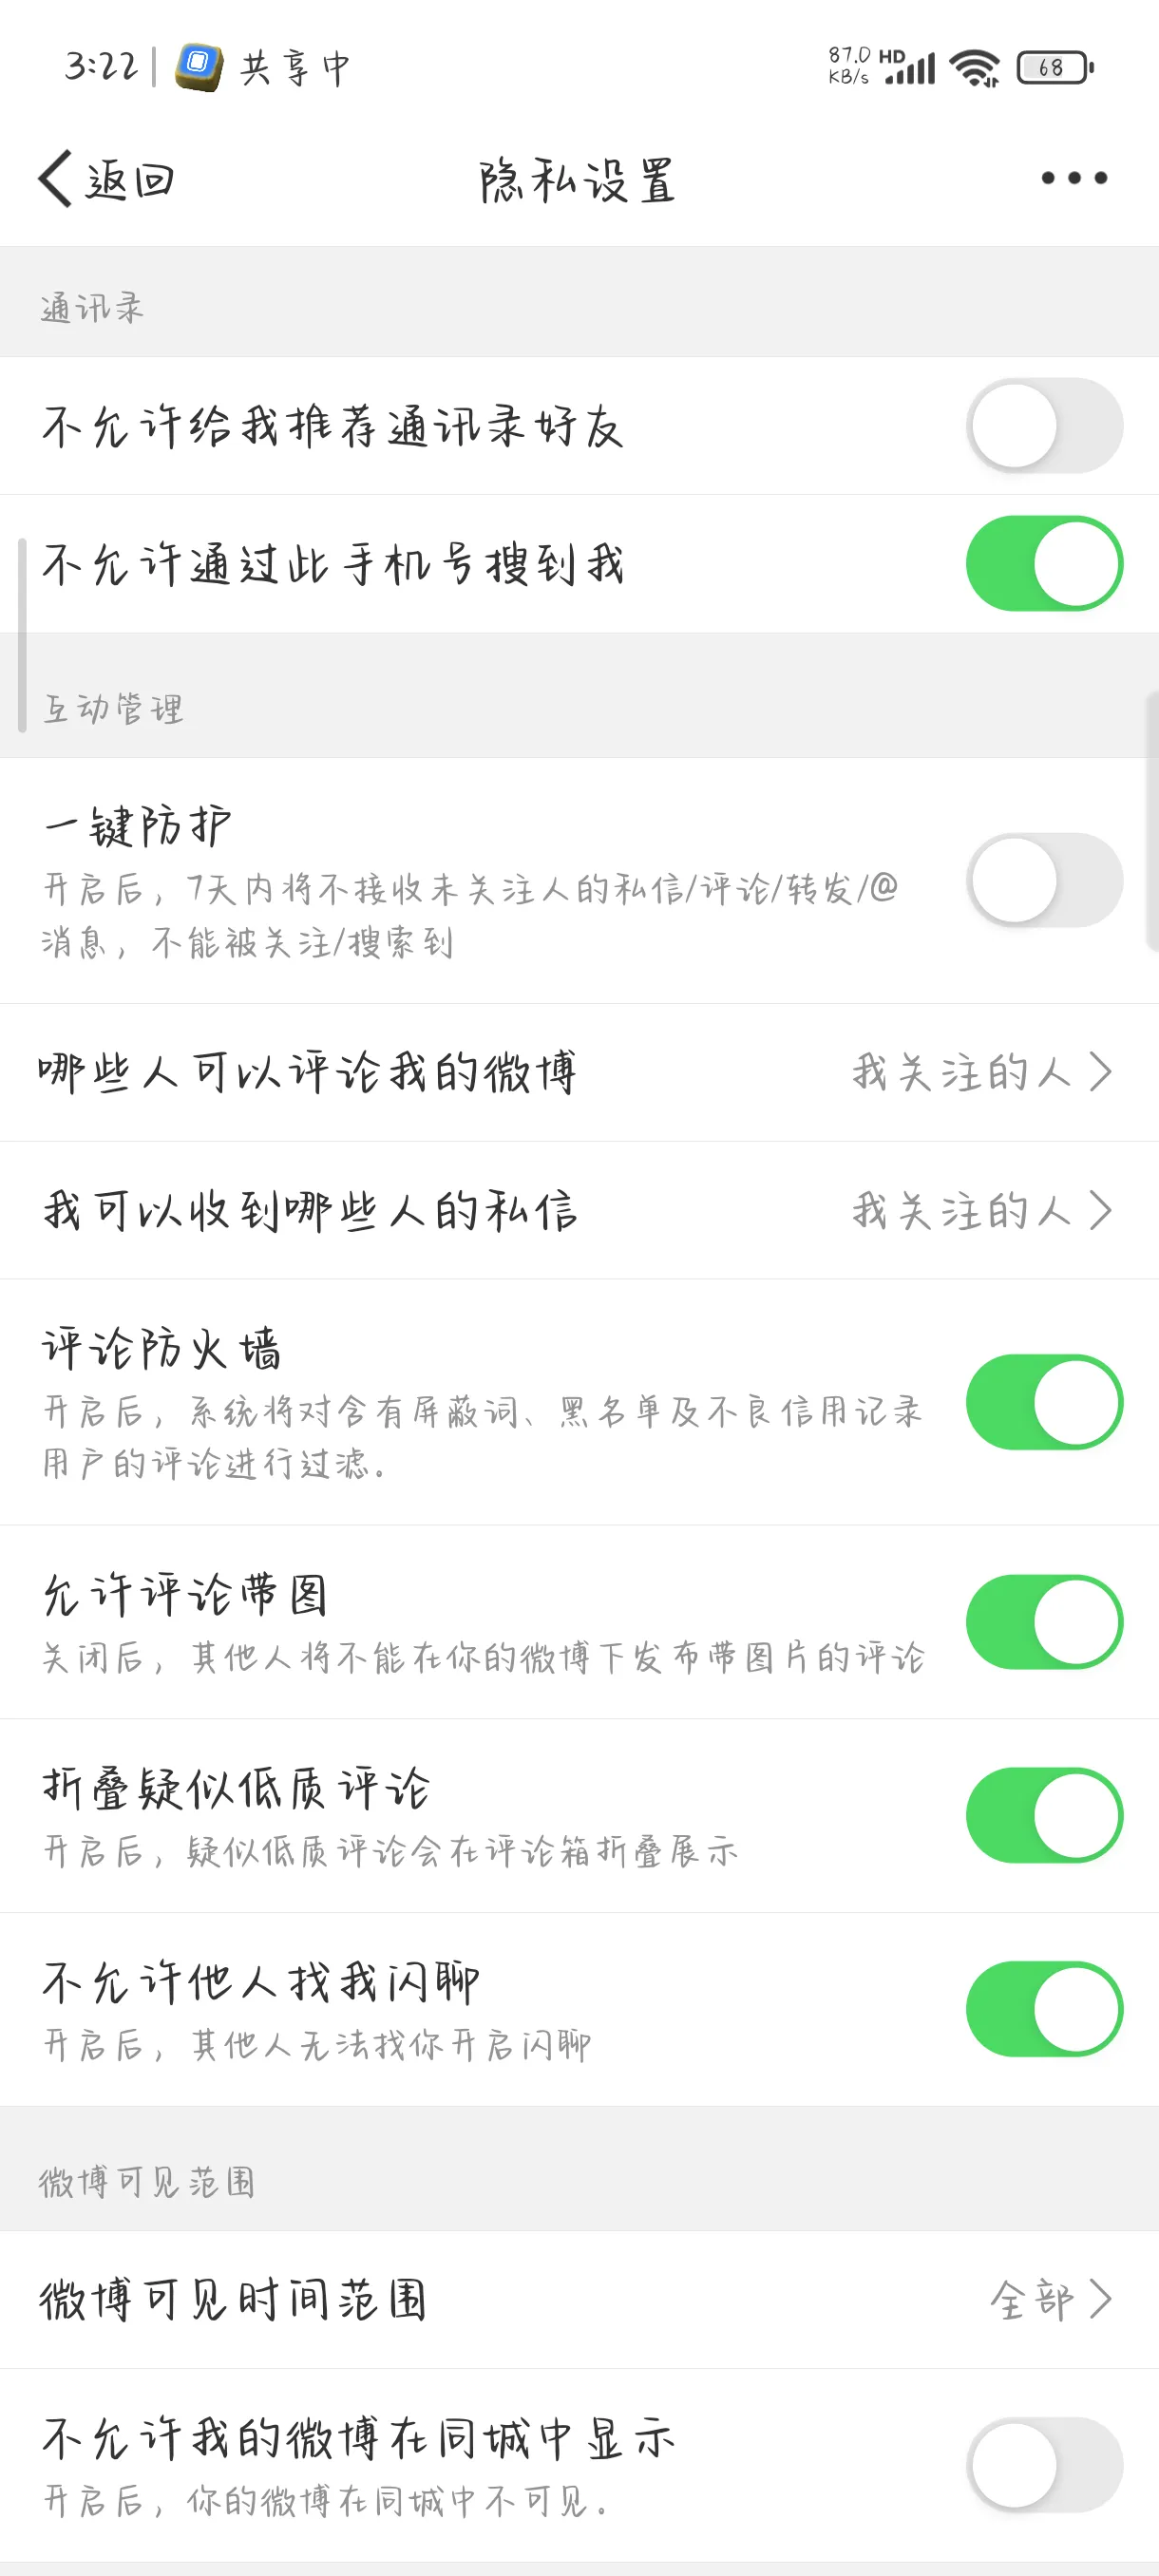 3:22 共享中 87.0 KB/s HD 68
返回 隐私设置
通讯录
不允许给我推荐通讯录好友
不允许通过此手机号搜到我
互动管理
一键防护
开启后，7天内将不接收未关注人的私信/评论/转发/@
消息，不能被关注/搜索到
哪些人可以评论我的微博 我关注的人
我可以收到哪些人的私信 我关注的人
评论防火墙
开启后，系统将对含有屏蔽词、黑名单及不良信用记录
用户的评论进行过滤。
允许评论带图
关闭后，其他人将不能在你的微博下发布带图片的评论
折叠疑似低质评论
开启后，疑似低质评论会在评论箱折叠展示
不允许他人找我闪聊
开启后，其他人无法找你开启闪聊
微博可见范围
微博可见时间范围 全部
不允许我的微博在同城中显示
开启后，你的微博在同城中不可见。